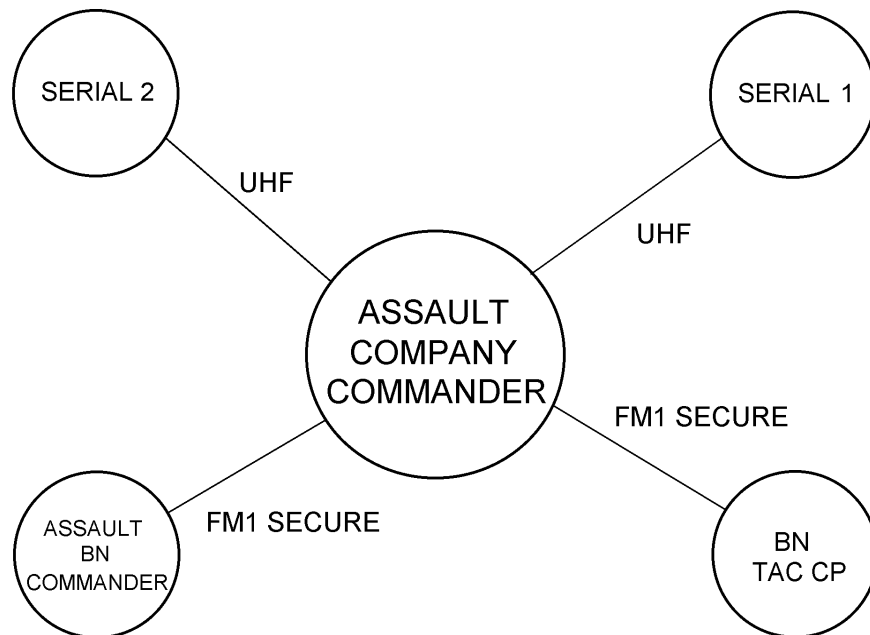 SERIAL 2
SERIAL 1
UHF
UHF
ASSAULT
COMPANY
COMMANDER
FM1 SECURE
FM1 SECURE
ASSAULT
BN
COMMANDER
BN
TAC CP